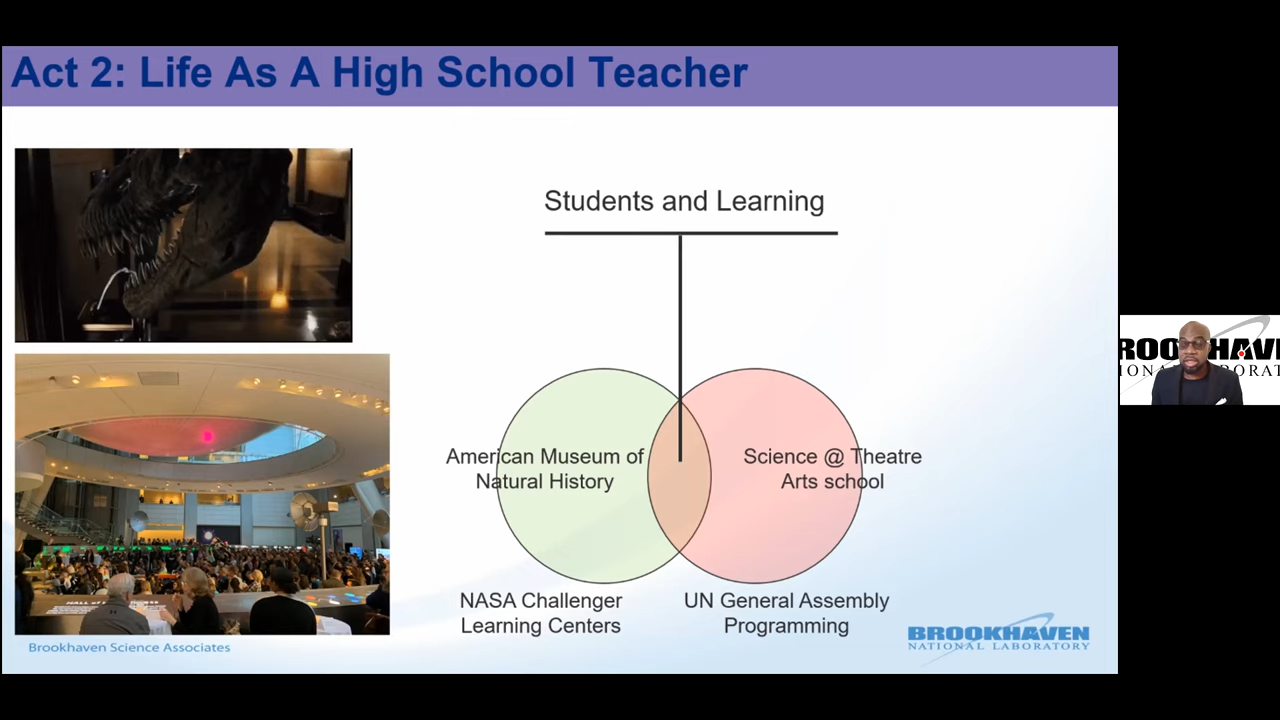 Act 2: Life As A High School Teacher
Students and Learning
American Museum of
Natural History
Science @ Theatre
Arts school
NASA Challenger
Learning Centers
UN General Assembly
Programming
Brookhaven Science Associates
BROOKHAVEN
NATIONAL LABORATORY